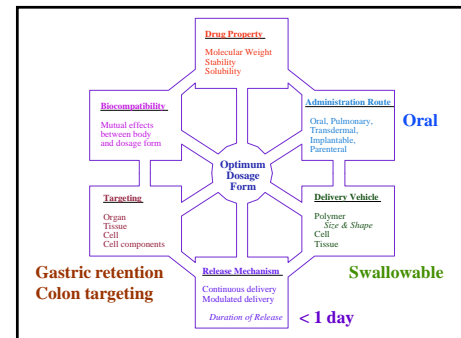 Drug Property
Molecular Weight
Stability
Solubility
Biocompatibility
Mutual effects
between body
and dosage form
Administration Route
Oral, Pulmonary,
Transdermal,
Implantable,
Parenteral
Oral
Optimum
Dosage
Form
Targeting
Organ
Tissue
Cell
Cell components
Delivery Vehicle
Polymer
Size & Shape
Cell
Tissue
Gastric retention
Colon targeting
Swallowable
Release Mechanism
Continuous delivery
Modulated delivery
Duration of Release
< 1 day